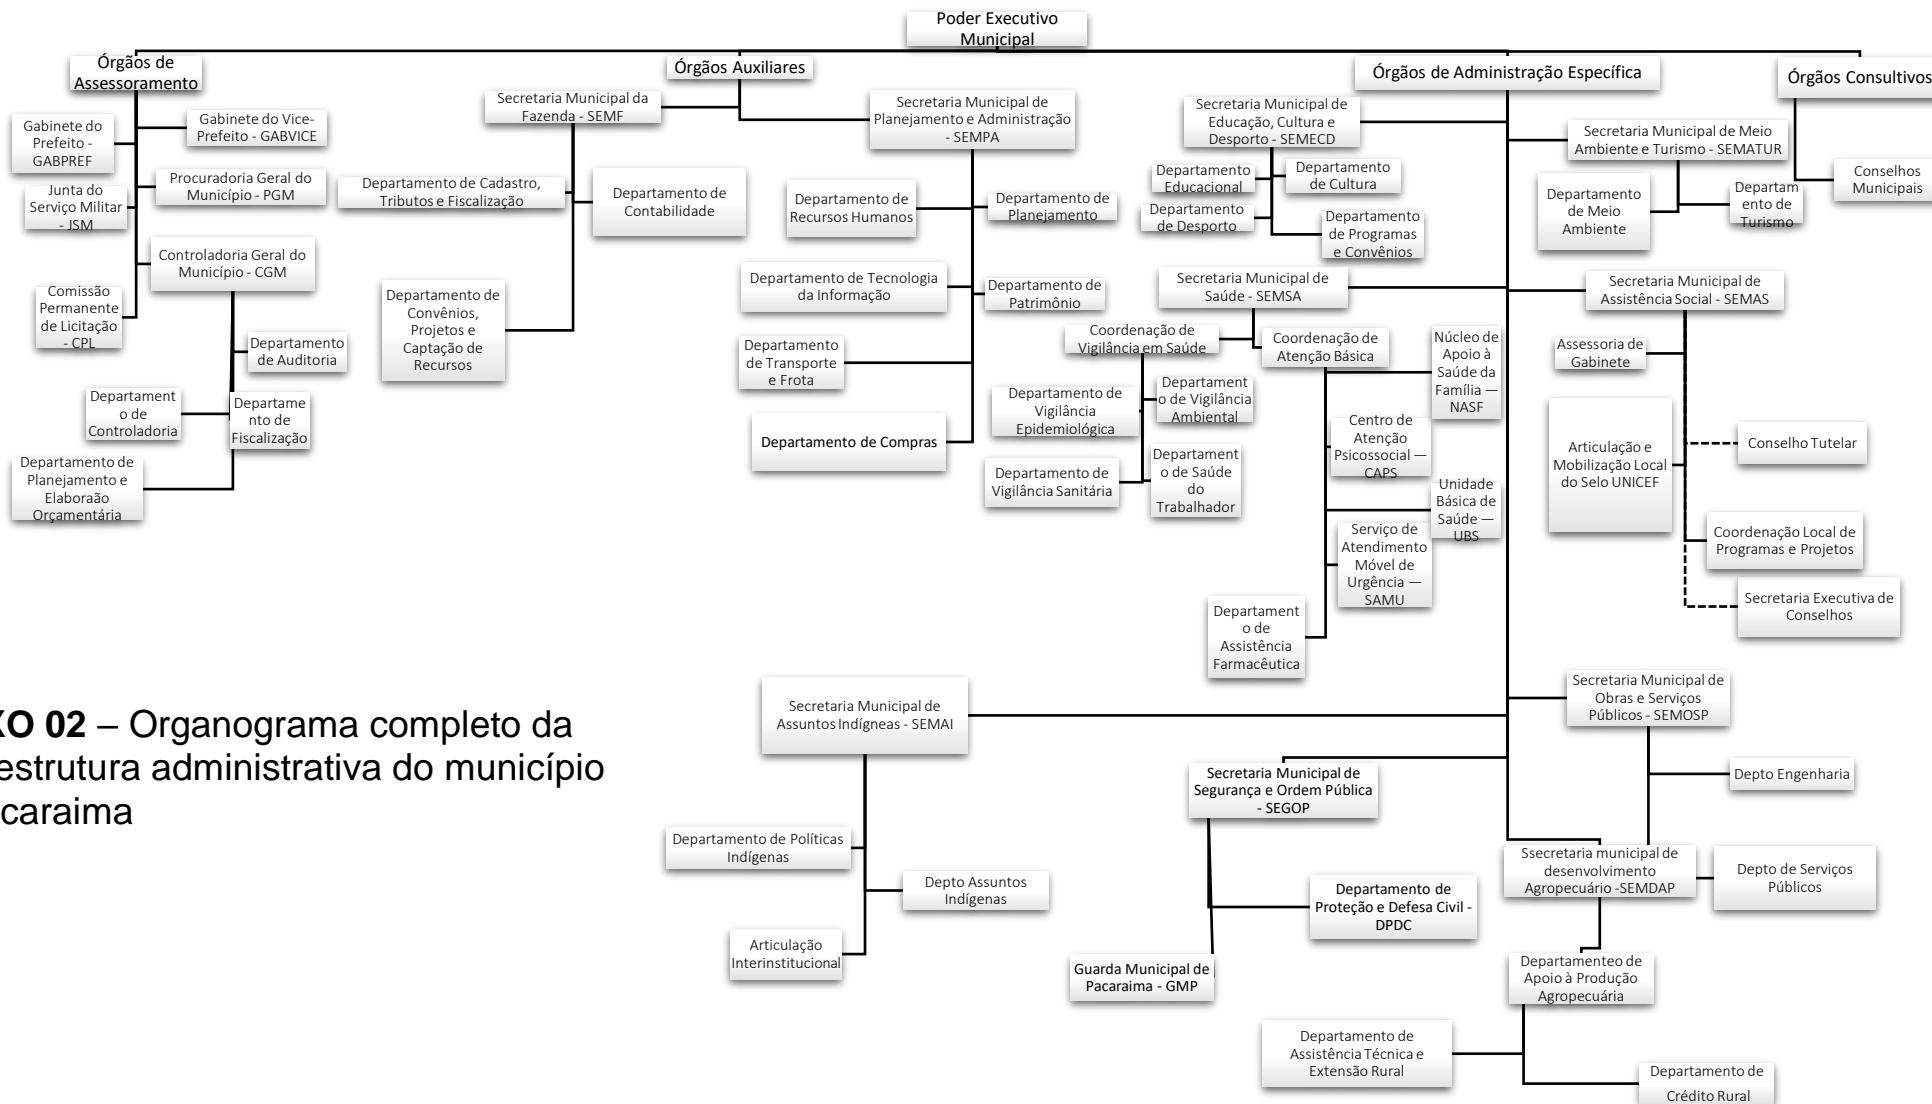 Poder Executivo
Municipal
Órgãos de
Assessoramento
Gabinete do
Prefeito -
GABPREF
Gabinete do Vice-
Prefeito - GABVICE
Junta do
Serviço Militar
- JSM
Procuradoria Geral do
Município - PGM
Controladoria Geral do
Município - CGM
Comissão
Permanente
de Licitação
- CPL
Departamento
de Auditoria
Departament
o de
Controladoria
Departame
nto de
Fiscalização
Departamento de
Planejamento e
Elaboraão
Orçamentária
Órgãos Auxiliares
Secretaria Municipal da
Fazenda - SEMF
Departamento de Cadastro,
Tributos e Fiscalização
Departamento de
Contabilidade
Departamento de
Convênios,
Projetos e
Captação de
Recursos
Secretaria Municipal de
Planejamento e Administração
- SEMPA
Departamento de
Recursos Humanos
Departamento de
Planejamento
Departamento de Tecnologia
da Informação
Departamento de
Patrimônio
Departamento
de Transporte
e Frota
Departamento de Compras
Órgãos de Administração Específica
Secretaria Municipal de
Educação, Cultura e
Desporto - SEMECD
Departamento
Educacional
Departamento
de Cultura
Departamento
de Desporto
Departamento
de Programas
e Convênios
Secretaria Municipal de
Saúde - SEMSA
Coordenação de
Vigilância em Saúde
Coordenação de
Atenção Básica
Departamento de
Vigilância
Epidemiológica
Departament
o de Vigilância
Ambiental
Departamento de
Vigilância Sanitária
Departament
o de Saúde
do
Trabalhador
Núcleo de
Apoio à
Saúde da
Família —
NASF
Centro de
Atenção
Psicossocial —
CAPS
Unidade
Básica de
Saúde —
UBS
Serviço de
Atendimento
Móvel de
Urgência —
SAMU
Departament
o de
Assistência
Farmacêutica
Secretaria Municipal de Meio
Ambiente e Turismo - SEMATUR
Departamento
de Meio
Ambiente
Departam
ento de
Turismo
Secretaria Municipal de
Assistência Social - SEMAS
Assessoria de
Gabinete
Articulação e
Mobilização Local
do Selo UNICEF
Conselho Tutelar
Coordenação Local de
Programas e Projetos
Secretaria Executiva de
Conselhos
Órgãos Consultivos
Conselhos
Municipais
XO 02 – Organograma completo da
estrutura administrativa do município
caraima
Secretaria Municipal de
Assuntos Indígneas - SEMAI
Departamento de Políticas
Indígenas
Depto Assuntos
Indígenas
Articulação
Interinstitucional
Secretaria Municipal de
Segurança e Ordem Pública
- SEGOP
Departamento de
Proteção e Defesa Civil -
DPDC
Guarda Municipal de
Pacaraima - GMP
Secretaria Municipal de
Obras e Serviços
Públicos - SEMOSP
Depto Engenharia
Depto de Serviços
Públicos
Ssecretaria municipal de
desenvolvimento
Agropecuário -SEMDAP
Departamenteo de
Apoio à Produção
Agropecuária
Departamento de
Assistência Técnica e
Extensão Rural
Departamento de
Crédito Rural